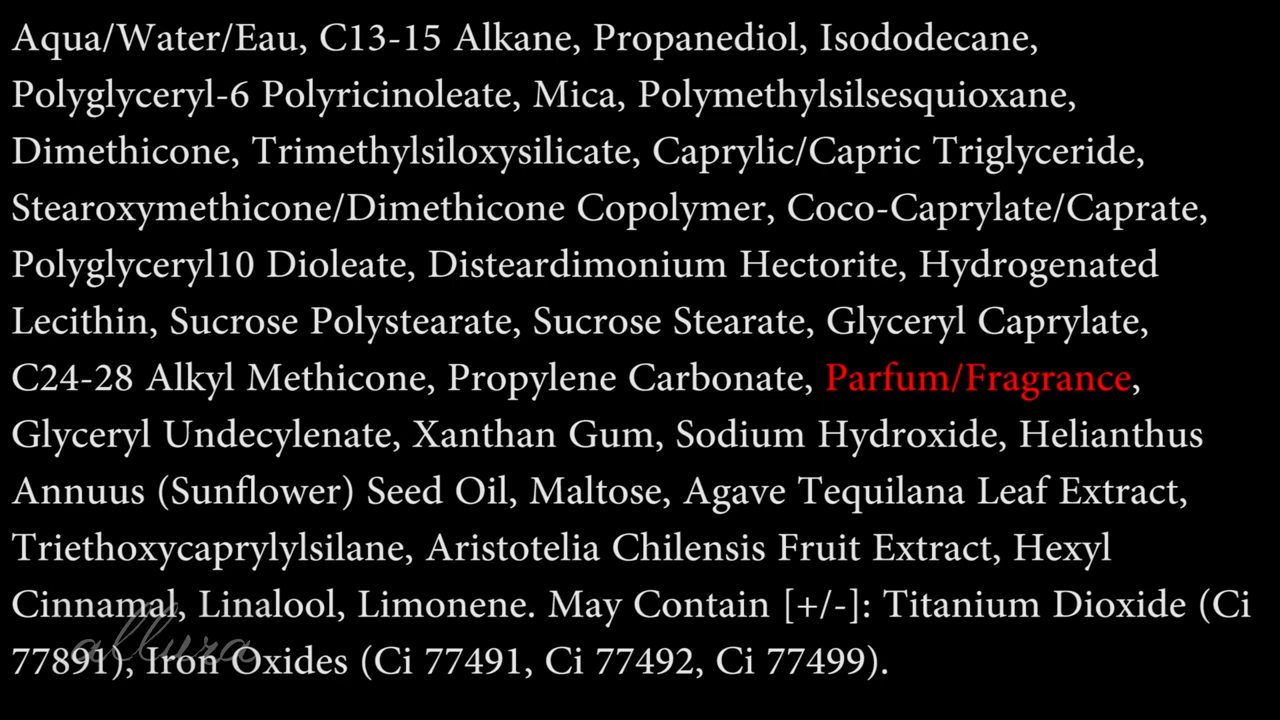 Aqua/Water/Eau, C13-15 Alkane, Propanediol, Isododecane,
Polyglyceryl-6 Polyricinoleate, Mica, Polymethylsilsesquioxane,
Dimethicone, Trimethylsiloxysilicate, Caprylic/Capric Triglyceride,
Stearoxymethicone/Dimethicone Copolymer, Coco-Caprylate/Caprate,
Polyglyceryl10 Dioleate, Disteardimonium Hectorite, Hydrogenated
Lecithin, Sucrose Polystearate, Sucrose Stearate, Glyceryl Caprylate,
C24-28 Alkyl Methicone, Propylene Carbonate, Parfum/Fragrance,
Glyceryl Undecylenate, Xanthan Gum, Sodium Hydroxide, Helianthus
Annuus (Sunflower) Seed Oil, Maltose, Agave Tequilana Leaf Extract,
Triethoxycaprylylsilane, Aristotelia Chilensis Fruit Extract, Hexyl
Cinnamal, Linalool, Limonene. May Contain [+/-]: Titanium Dioxide (Ci
77891), Iron Oxides (Ci 77491, Ci 77492, Ci 77499).
allura